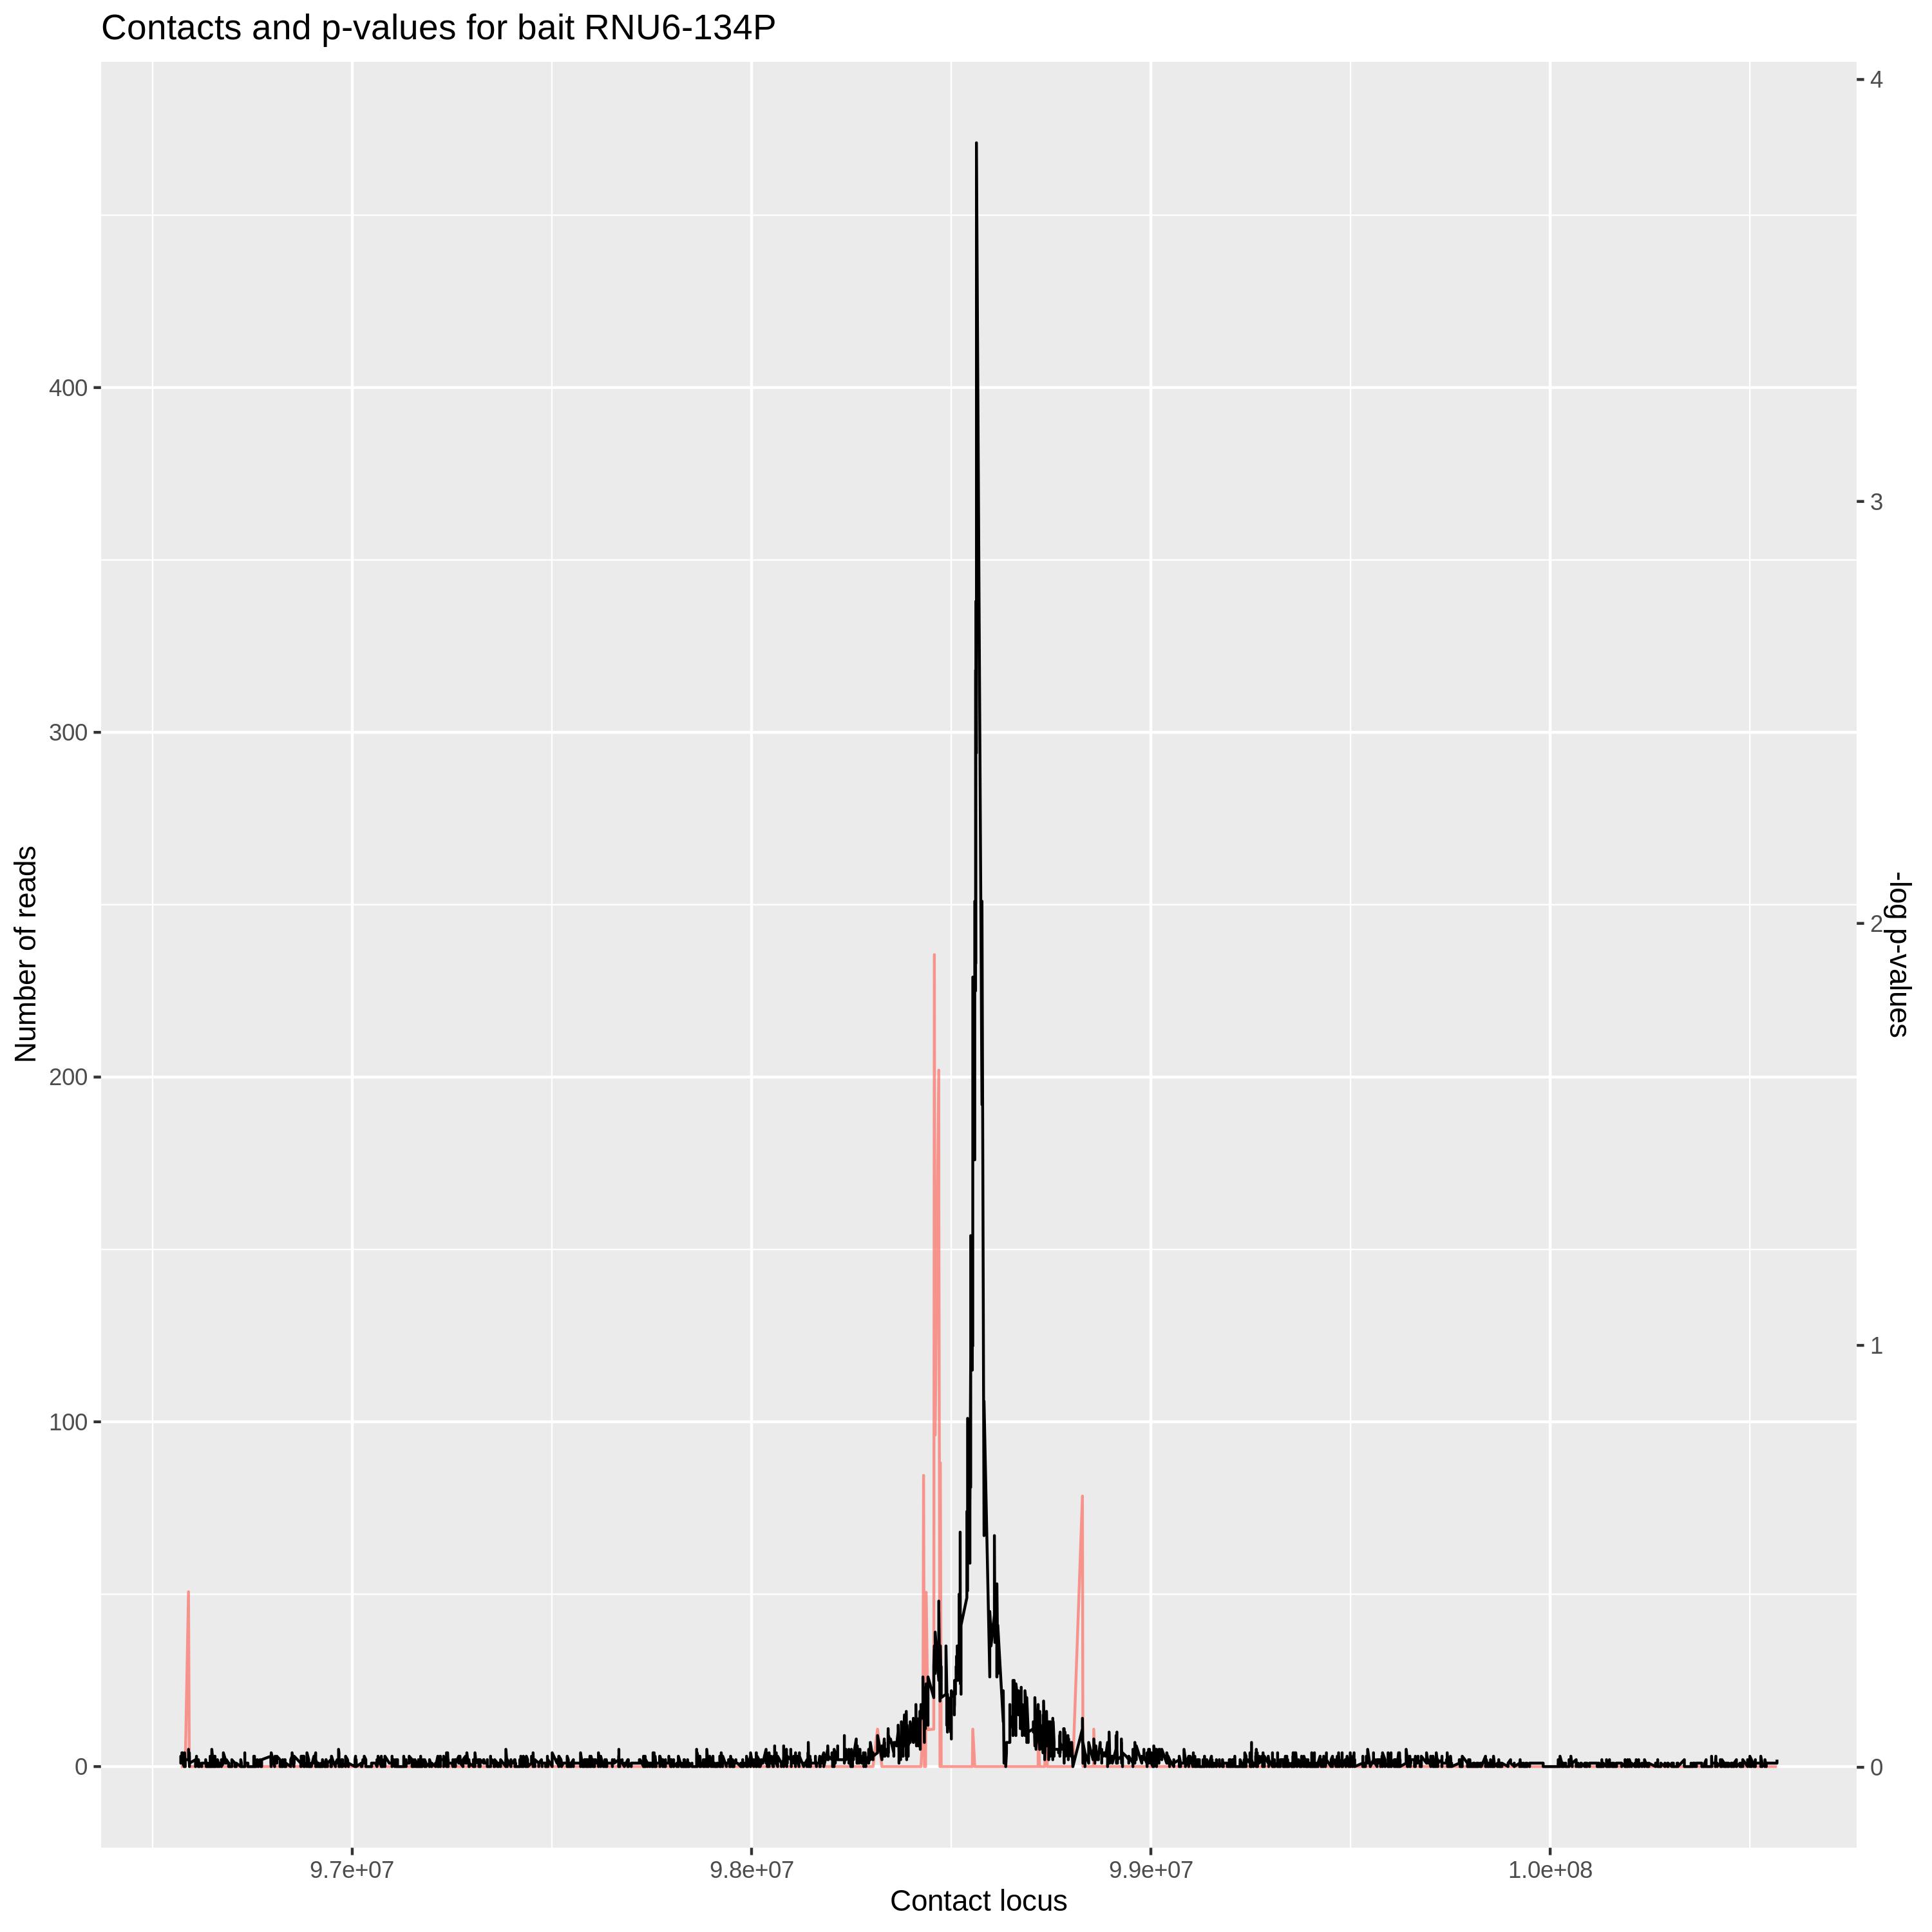 Contacts and p-values for bait RNU6-134P
4
3
2
1
0
-log p-values
400
300
200
100
0
Number of reads
9.7e+07 9.8e+07 9.9e+07 1.0e+08
Contact locus